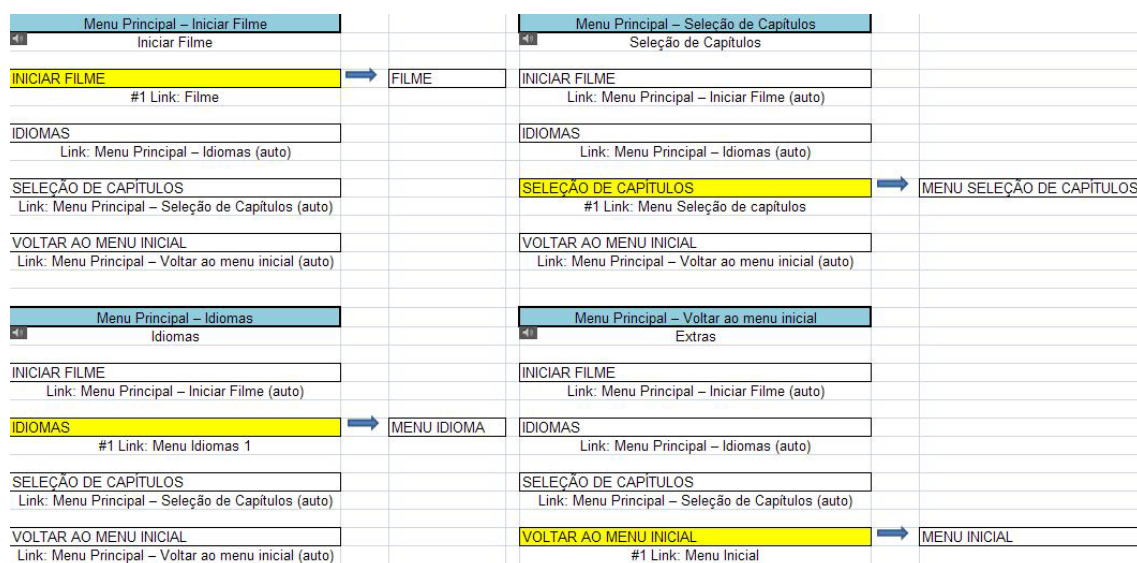 Menu Principal – Iniciar Filme
Iniciar Filme
INICIAR FILME
FILME
#1 Link: Filme
IDIOMAS
Link: Menu Principal – Idiomas (auto)
SELEÇÃO DE CAPÍTULOS
Link: Menu Principal – Seleção de Capítulos (auto)
VOLTAR AO MENU INICIAL
Link: Menu Principal – Voltar ao menu inicial (auto)
Menu Principal – Seleção de Capítulos
Seleção de Capítulos
INICIAR FILME
Link: Menu Principal – Iniciar Filme (auto)
IDIOMAS
Link: Menu Principal – Idiomas (auto)
SELEÇÃO DE CAPÍTULOS
MENU SELEÇÃO DE CAPÍTULOS
#1 Link: Menu Seleção de capítulos
VOLTAR AO MENU INICIAL
Link: Menu Principal – Voltar ao menu inicial (auto)
Menu Principal – Idiomas
Idiomas
INICIAR FILME
Link: Menu Principal – Iniciar Filme (auto)
IDIOMAS
MENU IDIOMA
#1 Link: Menu Idiomas 1
SELEÇÃO DE CAPÍTULOS
Link: Menu Principal – Seleção de Capítulos (auto)
VOLTAR AO MENU INICIAL
Link: Menu Principal – Voltar ao menu inicial (auto)
Menu Principal – Voltar ao menu inicial
Extras
INICIAR FILME
Link: Menu Principal – Iniciar Filme (auto)
IDIOMAS
Link: Menu Principal – Idiomas (auto)
SELEÇÃO DE CAPÍTULOS
Link: Menu Principal – Seleção de Capítulos (auto)
VOLTAR AO MENU INICIAL
MENU INICIAL
#1 Link: Menu Inicial